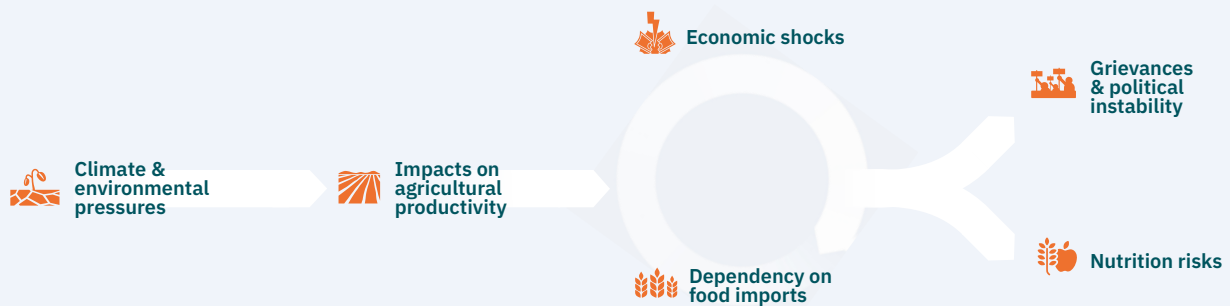 Climate &
environmental
pressures
Impacts on
agricultural
productivity
Economic shocks
Dependency on
food imports
Grievances
& political
instability
Nutrition risks